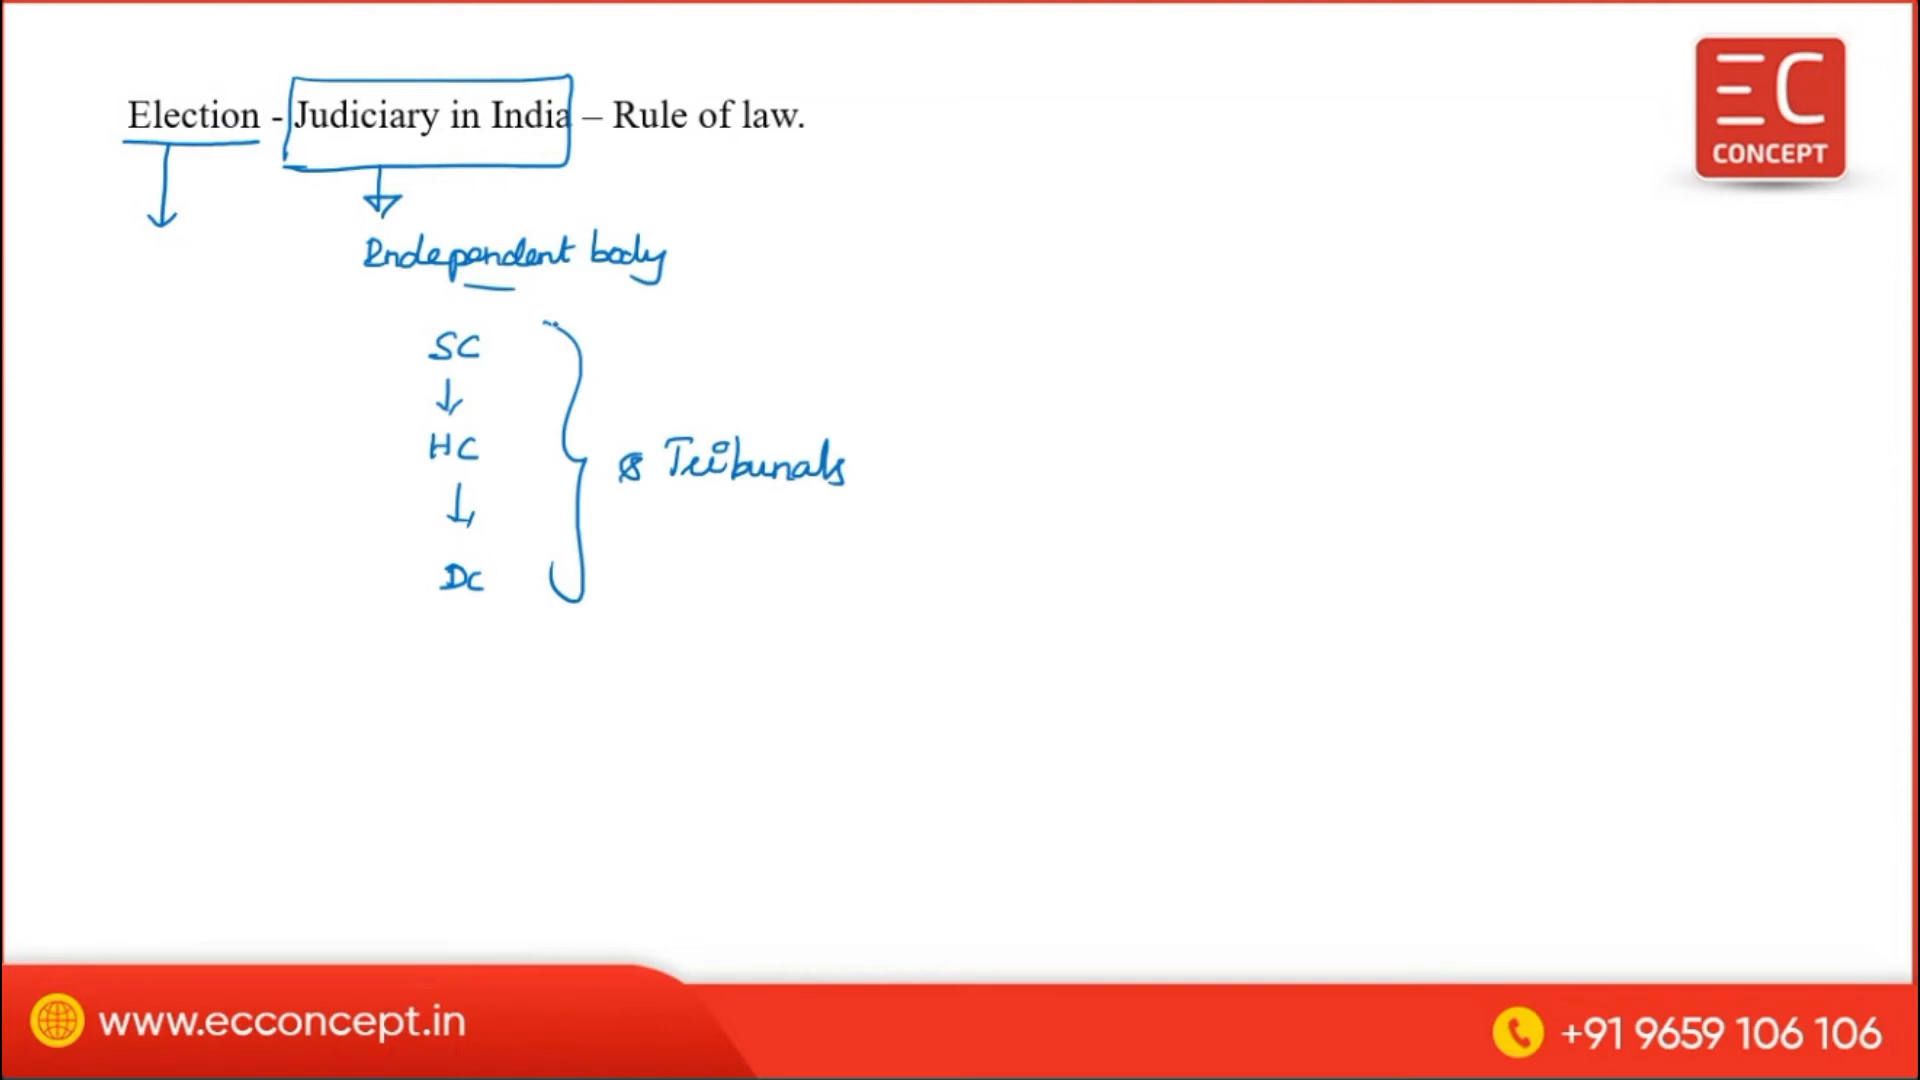 Election - Judiciary in India – Rule of law.
EC
CONCEPT
Independent body
SC
HC
& Tribunals
DC
www.ecconcept.in
+91 9659 106 106